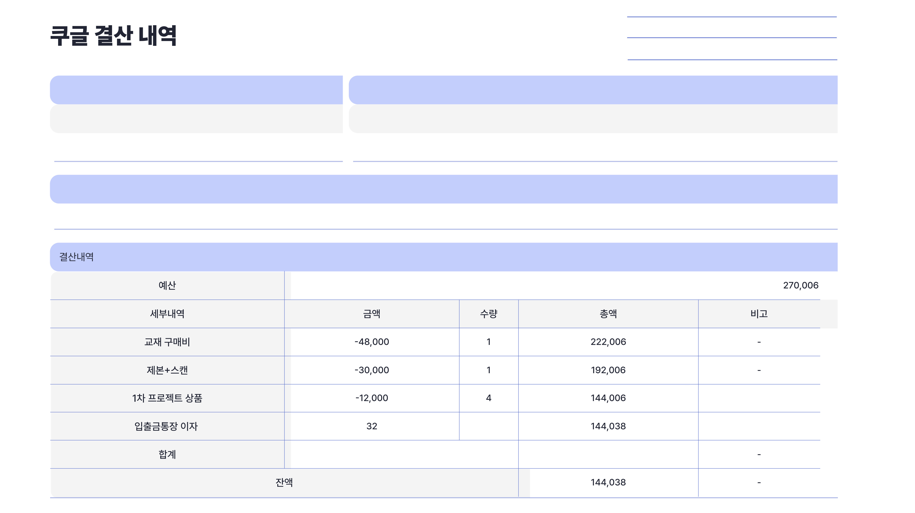 쿠글 결산 내역
결산내역
예산 270,006
세부내역 금액 수량 총액 비고
교재 구매비 -48,000 1 222,006 -
제본+스캔 -30,000 1 192,006 -
1차 프로젝트 상품 -12,000 4 144,006
입출금통장 이자 32 144,038
합계 -
잔액 144,038 -